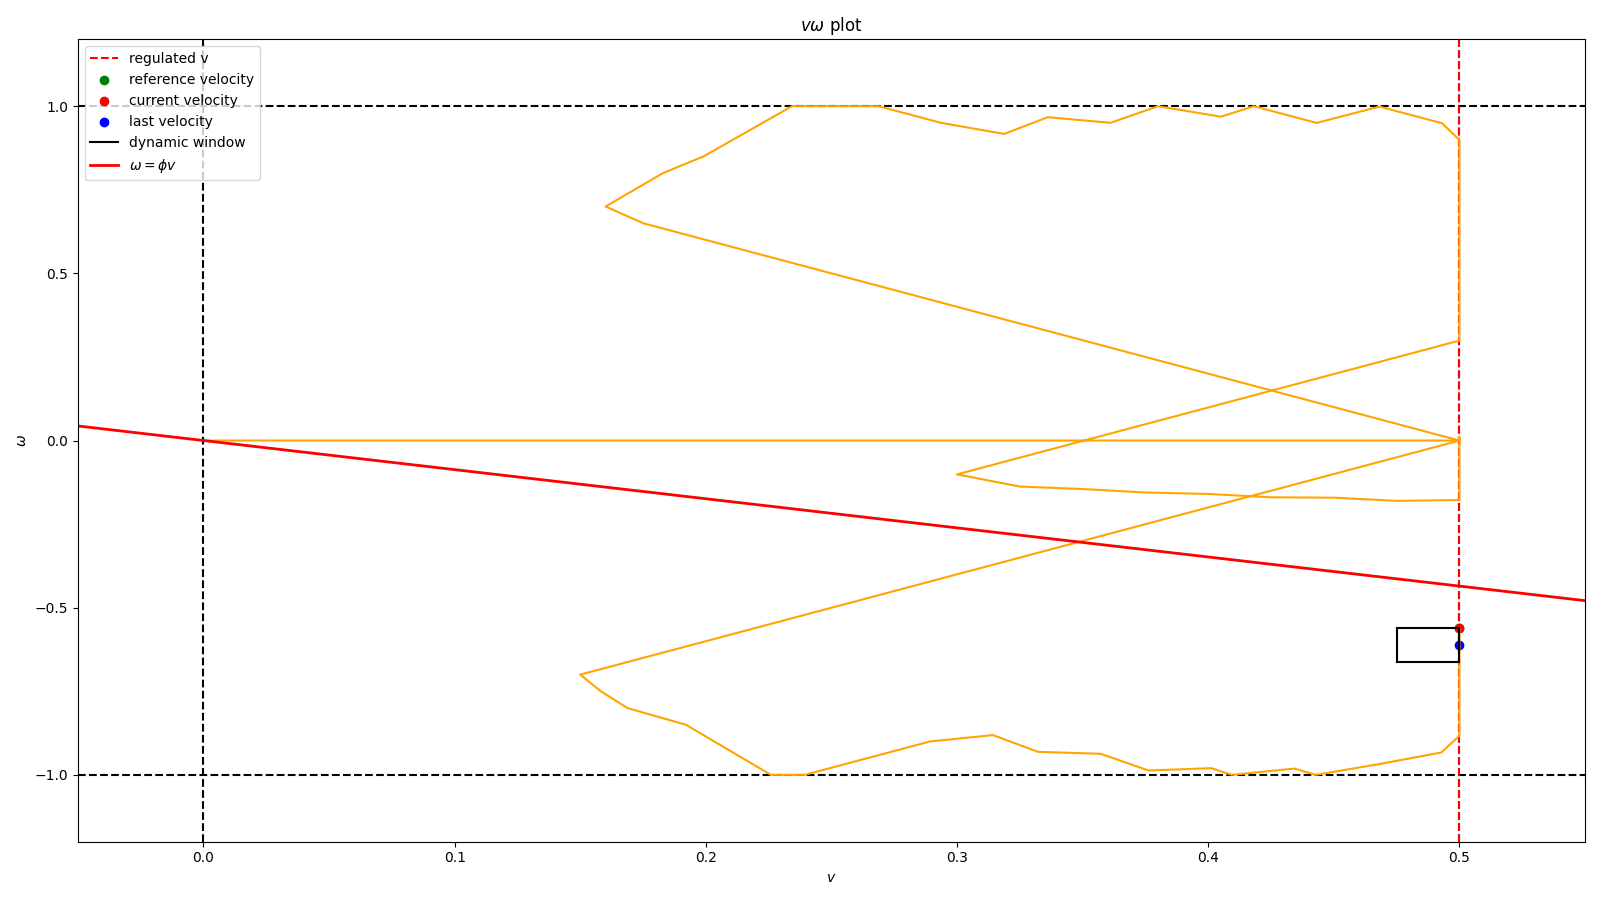 vω plot
regulated v
reference velocity
current velocity
last velocity
dynamic window
ω = ϕv
1.0
0.5
0.0
−0.5
−1.0
ω
0.0 0.1 0.2 0.3 0.4 0.5
v